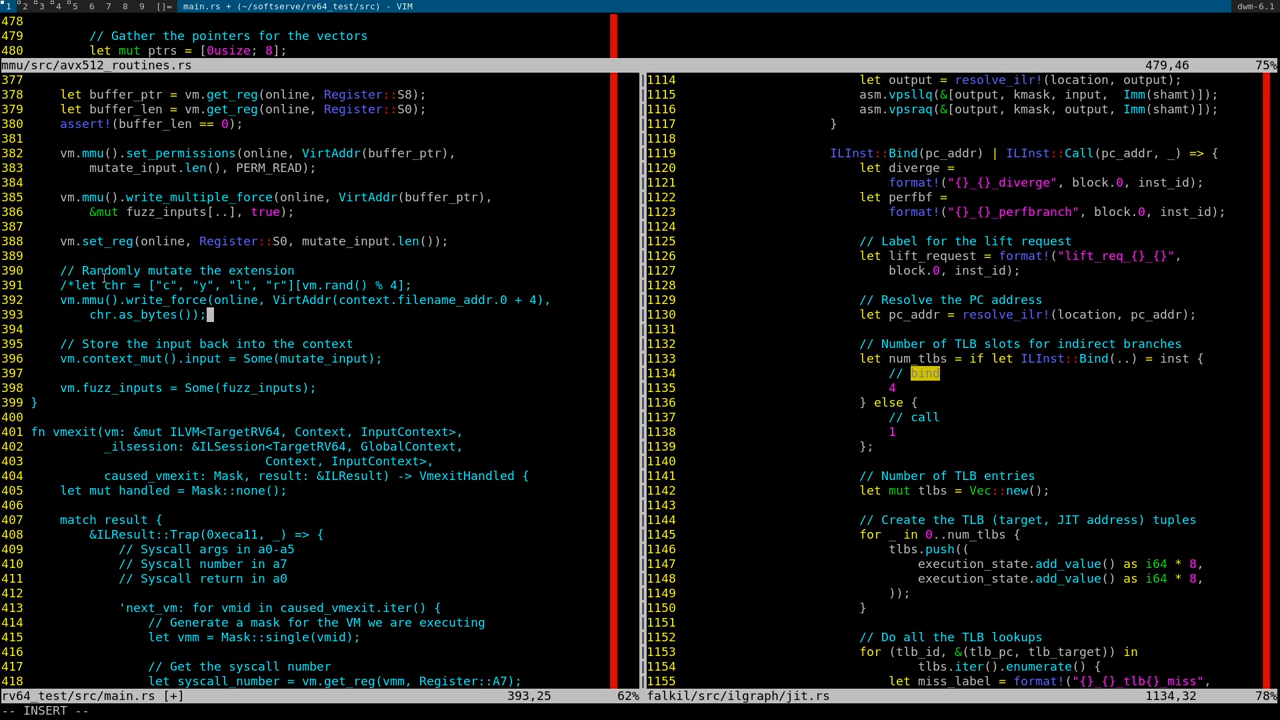 1 2 3 4 5 6 7 8 9 []= main.rs + (~/softserve/rv64_test/src) - VIM dwm-6.1
478
479 // Gather the pointers for the vectors
480 let mut ptrs = [0usize; 8];
mmu/src/avx512_routines.rs 479,46 75%
377
378 let buffer_ptr = vm.get_reg(online, Register::S8);
379 let buffer_len = vm.get_reg(online, Register::S0);
380 assert!(buffer_len == 0);
381
382 vm.mmu().set_permissions(online, VirtAddr(buffer_ptr),
383 mutate_input.len(), PERM_READ);
384
385 vm.mmu().write_multiple_force(online, VirtAddr(buffer_ptr),
386 &mut fuzz_inputs[..], true);
387
388 vm.set_reg(online, Register::S0, mutate_input.len());
389
390 // Randomly mutate the extension
391 /*let chr = ["c", "y", "l", "r"][vm.rand() % 4];
392 vm.mmu().write_force(online, VirtAddr(context.filename_addr.0 + 4),
393 chr.as_bytes());
394
395 // Store the input back into the context
396 vm.context_mut().input = Some(mutate_input);
397
398 vm.fuzz_inputs = Some(fuzz_inputs);
399 }
400
401 fn vmexit(vm: &mut ILVM<TargetRV64, Context, InputContext>,
402 _ilsession: &ILSession<TargetRV64, GlobalContext,
403 Context, InputContext>,
404 caused_vmexit: Mask, result: &ILResult) -> VmexitHandled {
405 let mut handled = Mask::none();
406
407 match result {
408 &ILResult::Trap(0xeca11, _) => {
409 // Syscall args in a0-a5
410 // Syscall number in a7
411 // Syscall return in a0
412
413 'next_vm: for vmid in caused_vmexit.iter() {
414 // Generate a mask for the VM we are executing
415 let vmm = Mask::single(vmid);
416
417 // Get the syscall number
418 let syscall_number = vm.get_reg(vmm, Register::A7);
rv64_test/src/main.rs [+] 393,25 62%
1114 let output = resolve_ilr!(location, output);
1115 asm.vpsllq(&[output, kmask, input, Imm(shamt)]);
1116 asm.vpsraq(&[output, kmask, output, Imm(shamt)]);
1117 }
1118
1119 ILInst::Bind(pc_addr) | ILInst::Call(pc_addr, _) => {
1120 let diverge =
1121 format!("{}_{}_diverge", block.0, inst_id);
1122 let perfbf =
1123 format!("{}_{}_perfbranch", block.0, inst_id);
1124
1125 // Label for the lift request
1126 let lift_request = format!("lift_req_{}_{}",
1127 block.0, inst_id);
1128
1129 // Resolve the PC address
1130 let pc_addr = resolve_ilr!(location, pc_addr);
1131
1132 // Number of TLB slots for indirect branches
1133 let num_tlbs = if let ILInst::Bind(..) = inst {
1134 // bind
1135 4
1136 } else {
1137 // call
1138 1
1139 };
1140
1141 // Number of TLB entries
1142 let mut tlbs = Vec::new();
1143
1144 // Create the TLB (target, JIT address) tuples
1145 for _ in 0..num_tlbs {
1146 tlbs.push((
1147 execution_state.add_value() as i64 * 8,
1148 execution_state.add_value() as i64 * 8,
1149 ));
1150 }
1151
1152 // Do all the TLB lookups
1153 for (tlb_id, &(tlb_pc, tlb_target)) in
1154 tlbs.iter().enumerate() {
1155 let miss_label = format!("{}_{}_tlb{}_miss",
falkil/src/ilgraph/jit.rs 1134,32 78%
-- INSERT --